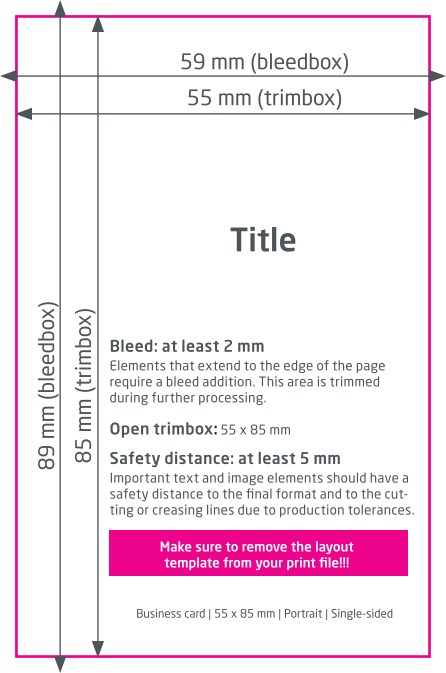 59 mm (bleedbox)
55 mm (trimbox)
Title
89 mm (bleedbox)
85 mm (trimbox)
Bleed: at least 2 mm
Elements that extend to the edge of the page
require a bleed addition. This area is trimmed
during further processing.
Open trimbox: 55 x 85 mm
Safety distance: at least 5 mm
Important text and image elements should have a
safety distance to the final format and to the cut-
ting or creasing lines due to production tolerances.
Make sure to remove the layout
template from your print file!!!
Business card | 55 x 85 mm | Portrait | Single-sided